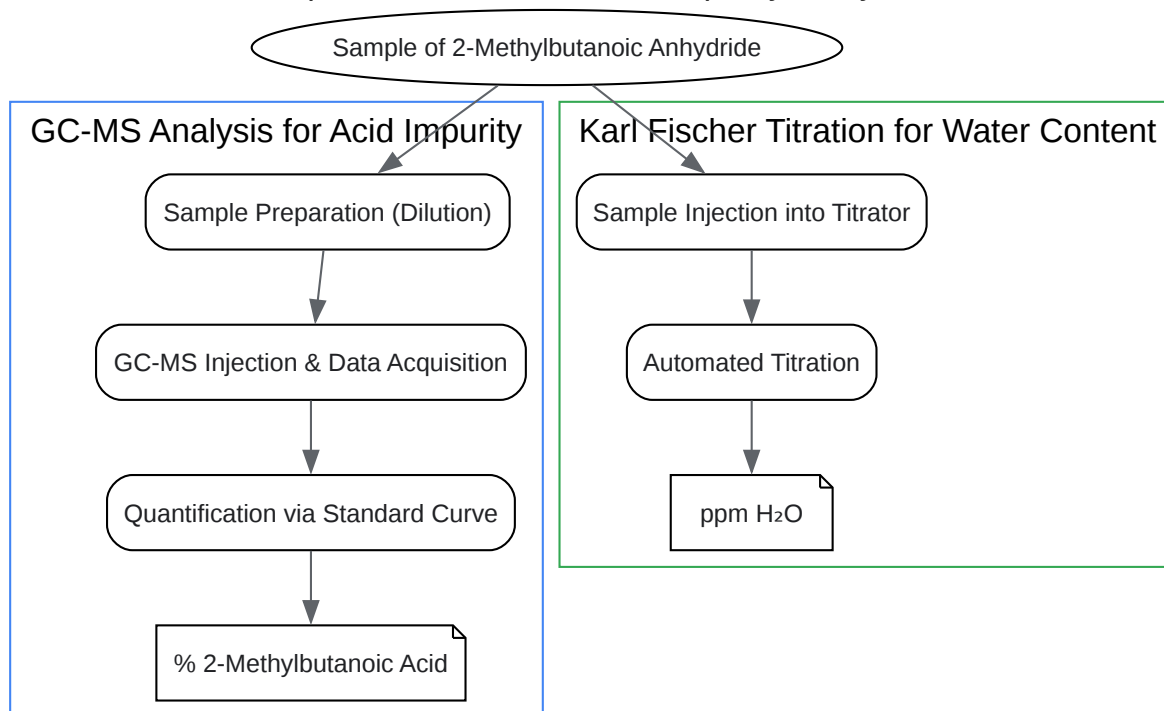 Sample of 2-Methylbutanoic Anhydride
GC-MS Analysis for Acid Impurity
Sample Preparation (Dilution)
GC-MS Injection & Data Acquisition
Quantification via Standard Curve
% 2-Methylbutanoic Acid
Karl Fischer Titration for Water Content
Sample Injection into Titrator
Automated Titration
ppm H₂O